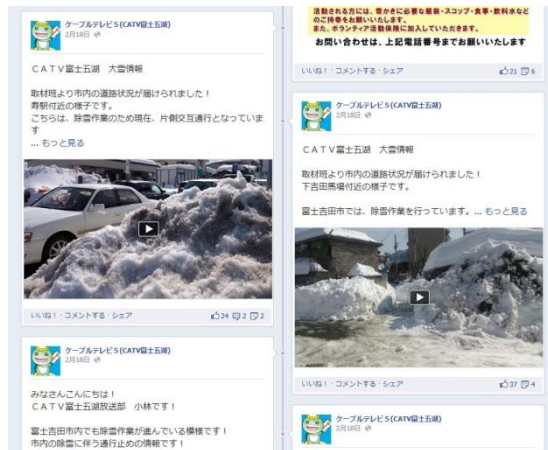 ケーブルテレビ5(CATV富士五湖)
2月18日
ＣＡＴＶ富士五湖　大雪情報
取材班より市内の道路状況が届けられました！
寿駅付近の様子です。
こちらは、除雪作業のため現在、片側交互通行となっていま
す
... もっと見る
いいね！ · コメントする · シェア
24 2 2
ケーブルテレビ5(CATV富士五湖)
2月18日
みなさんこんにちは！
ＣＡＴＶ富士五湖放送部　小林です！
富士吉田市内でも除雪作業が進んでいる模様です！
市内の除雪に伴う通行止めの情報です！
活動される方には、雪かきに必要な服装・スコップ・食事・飲料水など
のご持参をお願いいたします。
また、ボランティア活動保険に加入していただきます。
お問い合わせは、上記電話番号までお願いいたします
いいね！ · コメントする · シェア
21 6
ケーブルテレビ5(CATV富士五湖)
2月18日
ＣＡＴＶ富士五湖　大雪情報
取材班より市内の道路状況が届けられました！
下吉田馬場付近の様子です。
富士吉田市では、除雪作業を行っています。... もっと見る
いいね！ · コメントする · シェア
37 4
ケーブルテレビ5(CATV富士五湖)
2月18日